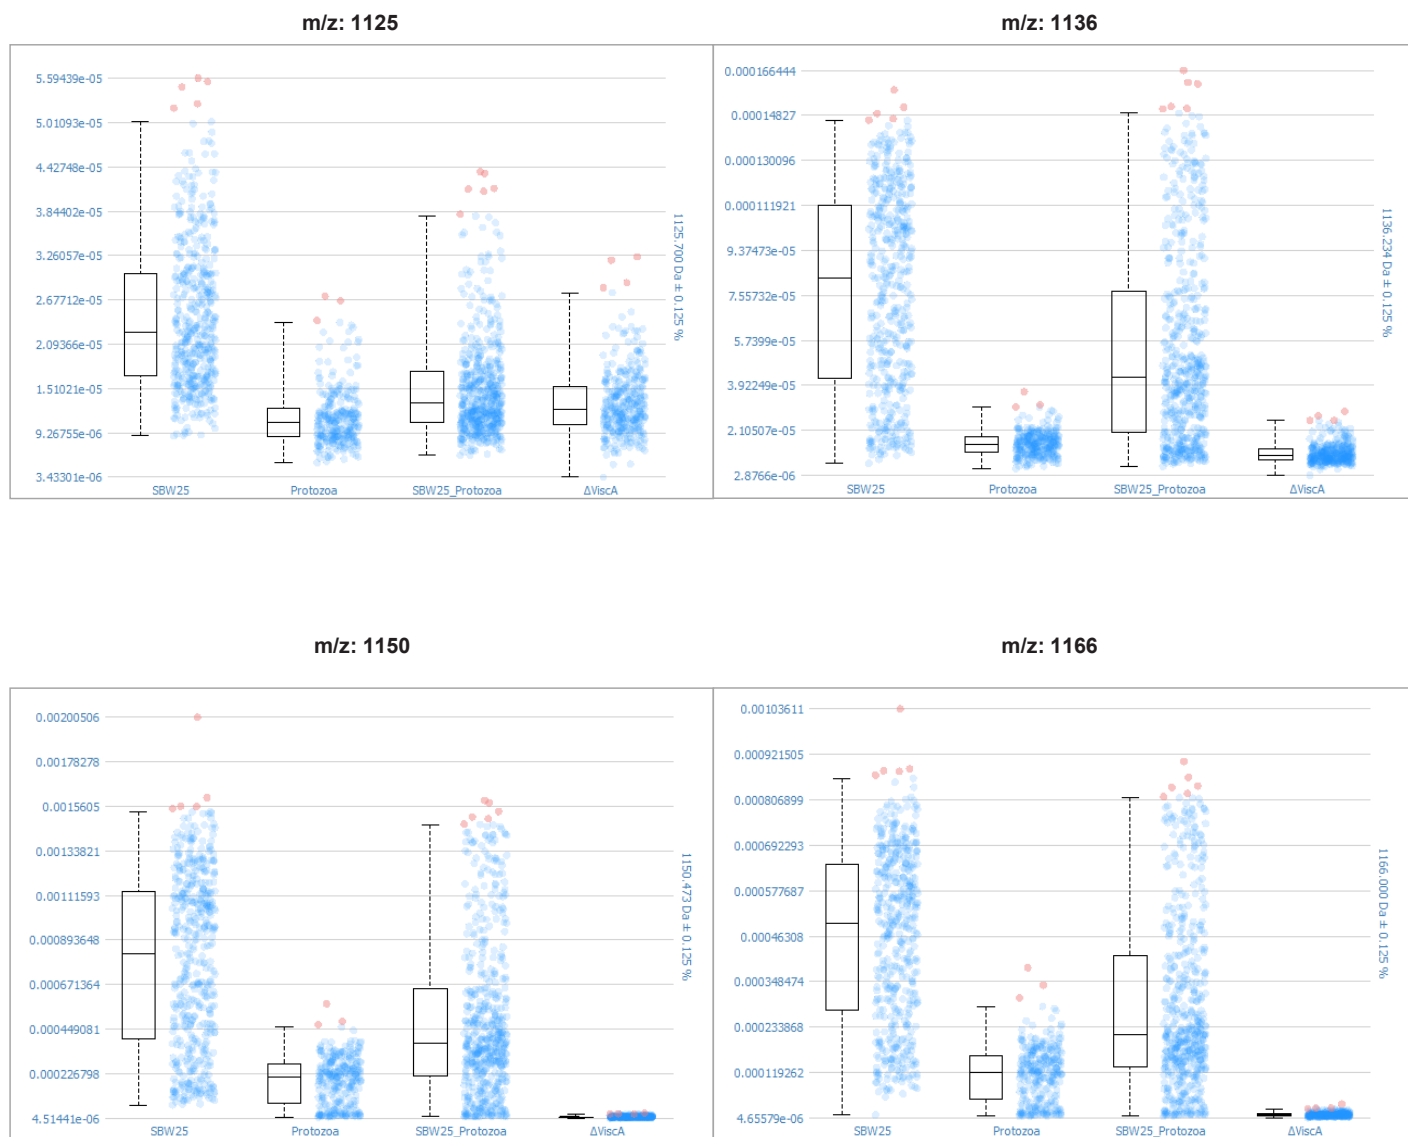 m/z: 1125
5.59439e-05
5.01093e-05
4.42748e-05
3.84402e-05
3.26057e-05
2.67712e-05
2.09366e-05
1.51021e-05
9.26755e-06
3.43301e-06
SBW25 Protozoa SBW25_Protozoa ΔViscA
1125.700 Da ± 0.125 %
m/z: 1136
0.000166444
0.00014827
0.000130096
0.000111921
9.37473e-05
7.55732e-05
5.7399e-05
3.92249e-05
2.10507e-05
2.8766e-06
SBW25 Protozoa SBW25_Protozoa ΔViscA
1136.234 Da ± 0.125 %
m/z: 1150
0.00200506
0.00178278
0.0015605
0.00133821
0.00111593
0.000893648
0.000671364
0.000449081
0.000226798
4.51441e-06
SBW25 Protozoa SBW25_Protozoa ΔViscA
1150.473 Da ± 0.125 %
m/z: 1166
0.00103611
0.000921505
0.000806899
0.000692293
0.000577687
0.00046308
0.000348474
0.000233868
0.000119262
4.65579e-06
SBW25 Protozoa SBW25_Protozoa ΔViscA
1166.000 Da ± 0.125 %